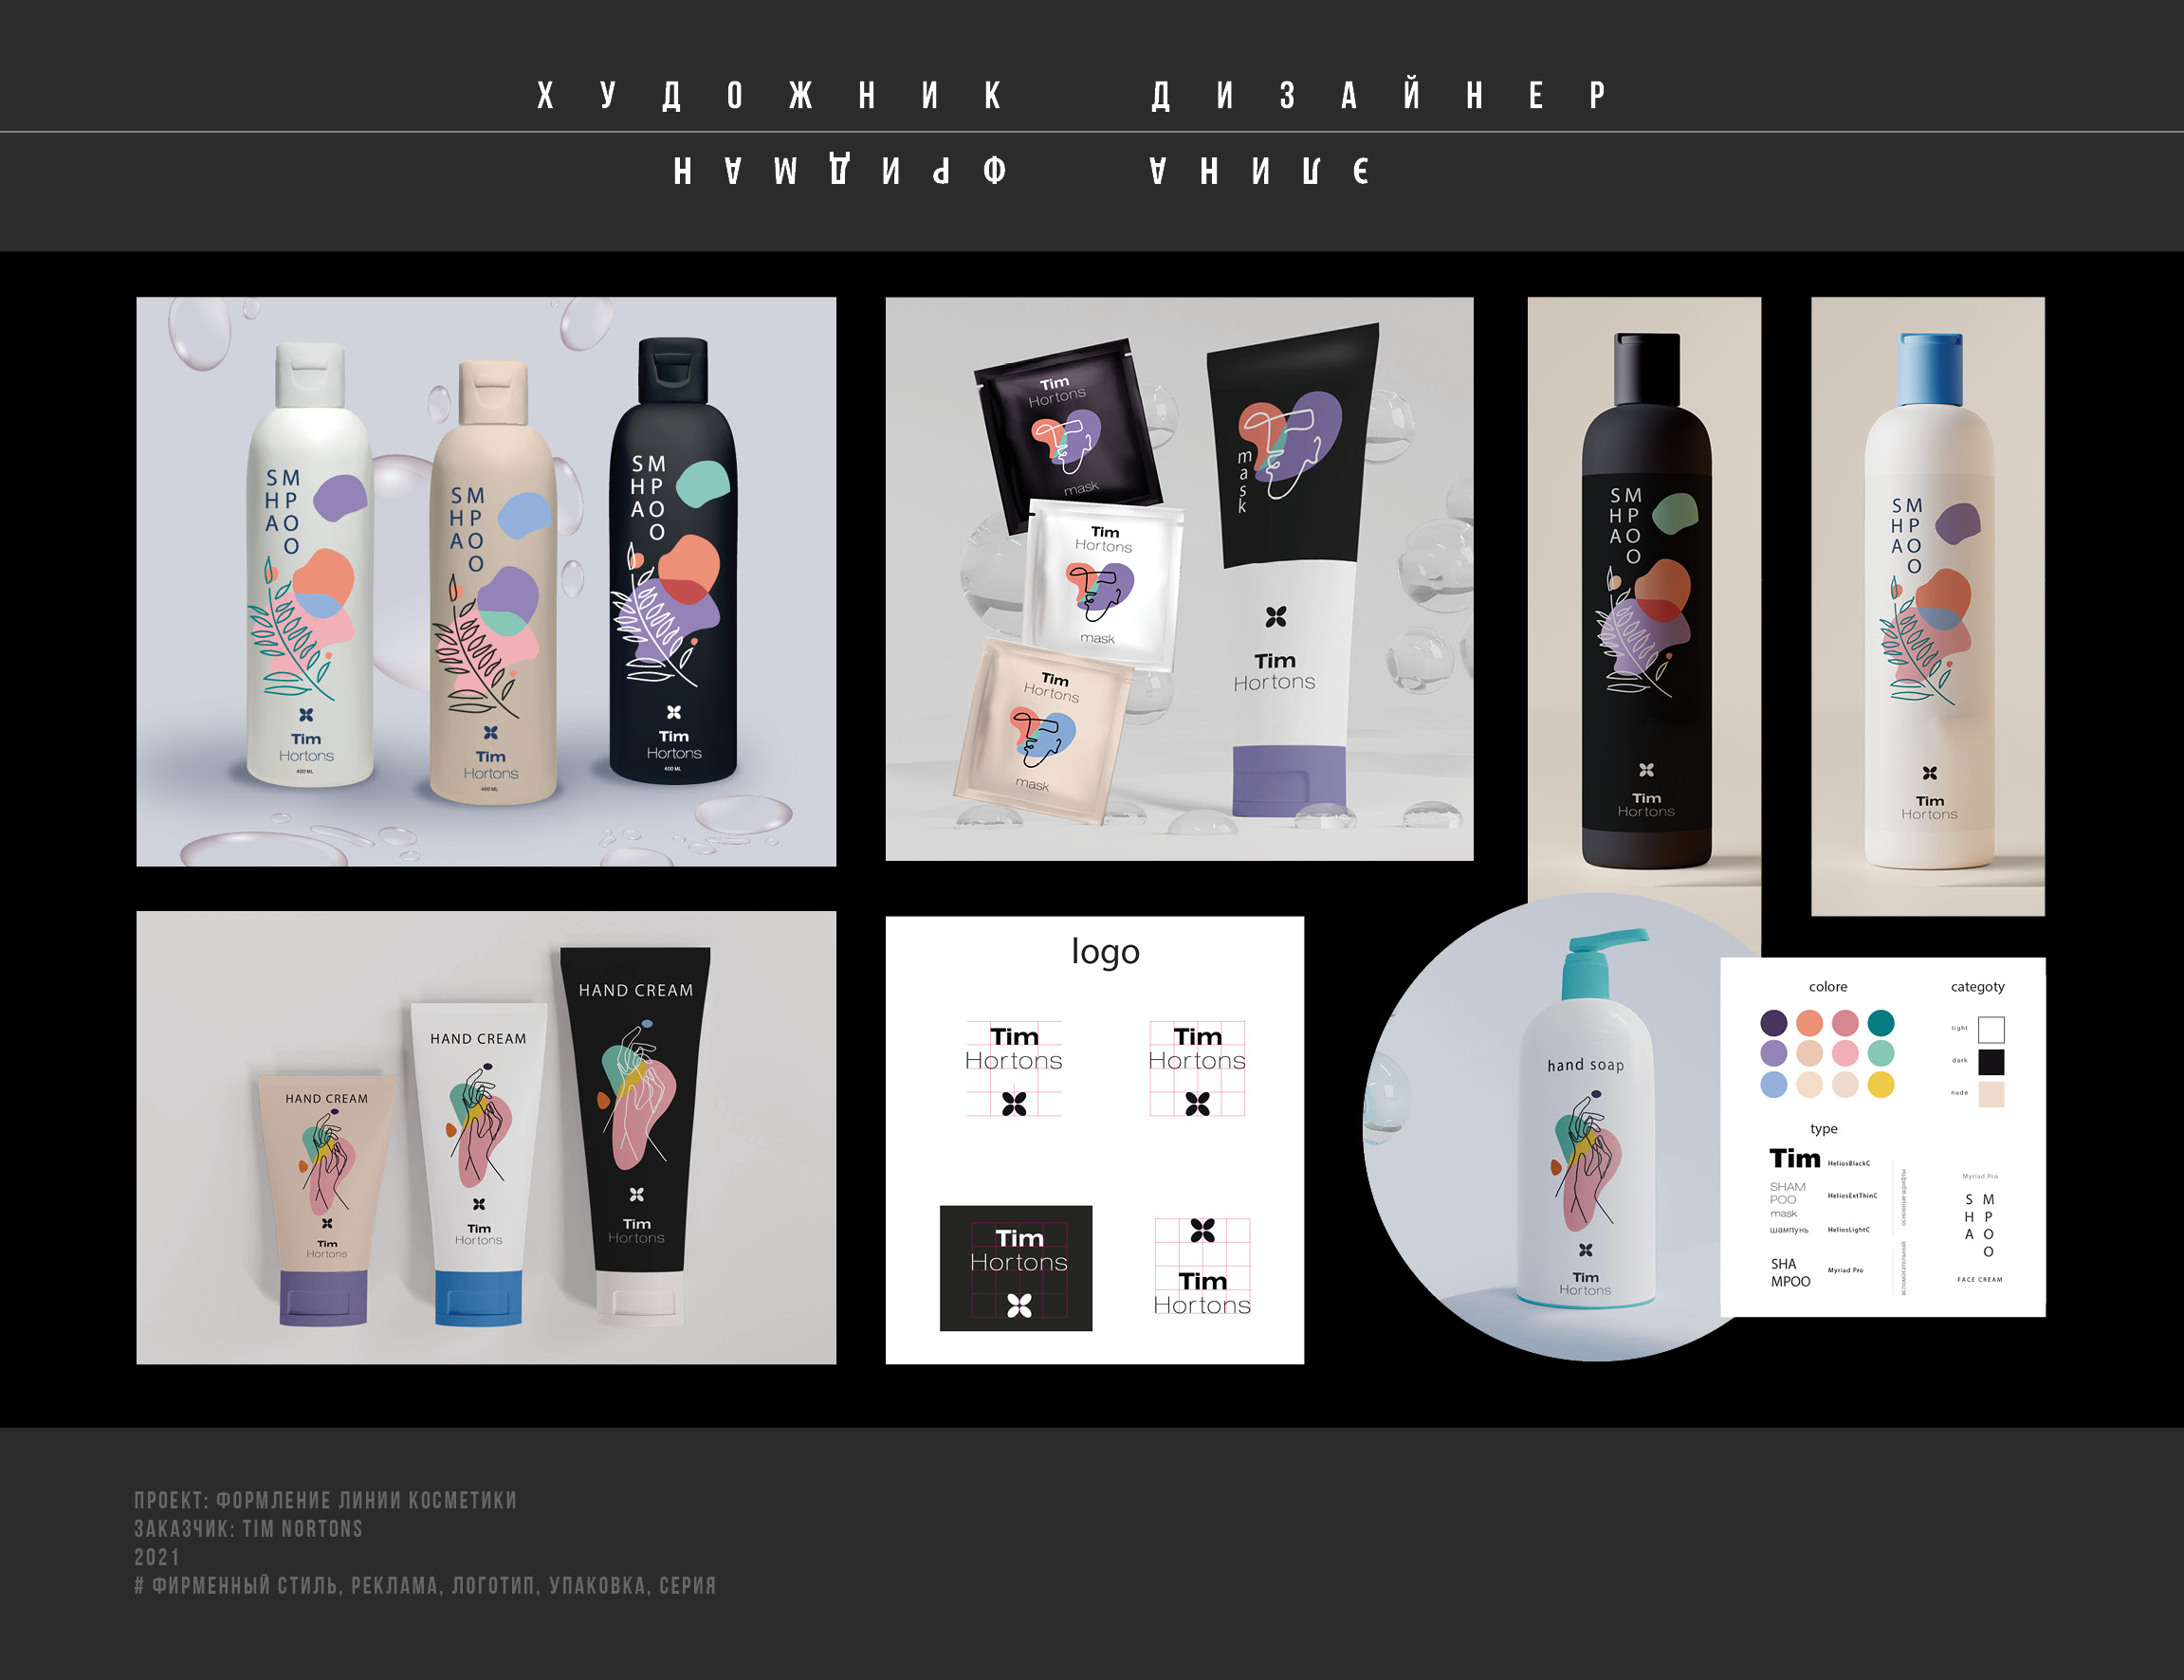 ХУДОЖНИК ДИЗАЙНЕР
ЭЛИНА ФРИДМАН
S M
H P
A O
O
Tim
Hortons
400 ML
S M
H P
A O
O
Tim
Hortons
400 ML
S M
H P
A O
O
Tim
Hortons
400 ML
Tim
Hortons
mask
Tim
Hortons
mask
Tim
Hortons
mask
mask
Tim
Hortons
S M
H P
A O
O
Tim
Hortons
S M
H P
A O
O
Tim
Hortons
HAND CREAM
Tim
Hortons
HAND CREAM
Tim
Hortons
HAND CREAM
Tim
Hortons
logo
Tim
Hortons
Tim
Hortons
Tim
Hortons
Tim
Hortons
hand soap
Tim
Hortons
colore
categoty
light
dark
nude
type
Tim HeliosBlackC
SHAM
POO
mask
HeliosExtThinC
шампунь HeliosLightC
SHA
MPOO
Myriad Pro
Myriad Pro
S M
H P
A O
O
FACE CREAM
ПРОЕКТ: ФОРМЛЕНИЕ ЛИНИИ КОСМЕТИКИ
ЗАКАЗЧИК: TIM NORTONS
2021
# ФИРМЕННЫЙ СТИЛЬ, РЕКЛАМА, ЛОГОТИП, УПАКОВКА, СЕРИЯ